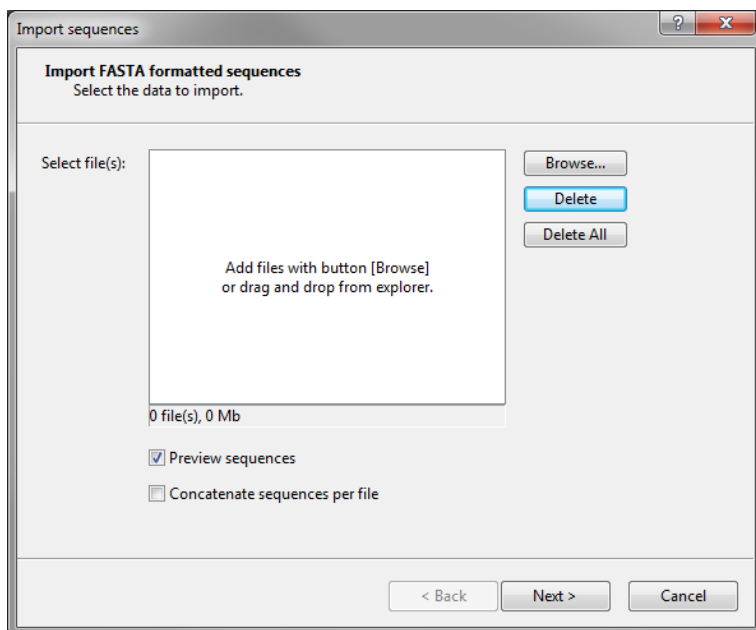 Import sequences
?
X
Import FASTA formatted sequences
Select the data to import.
Select file(s):
Browse...
Delete
Delete All
Add files with button [Browse]
or drag and drop from explorer.
0 file(s), 0 Mb
Preview sequences
Concatenate sequences per file
< Back
Next >
Cancel